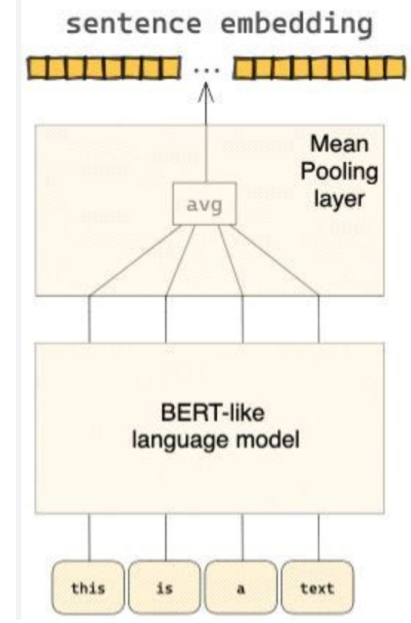 sentence embedding
...
Mean
Pooling
layer
avg
BERT-like
language model
this is a text